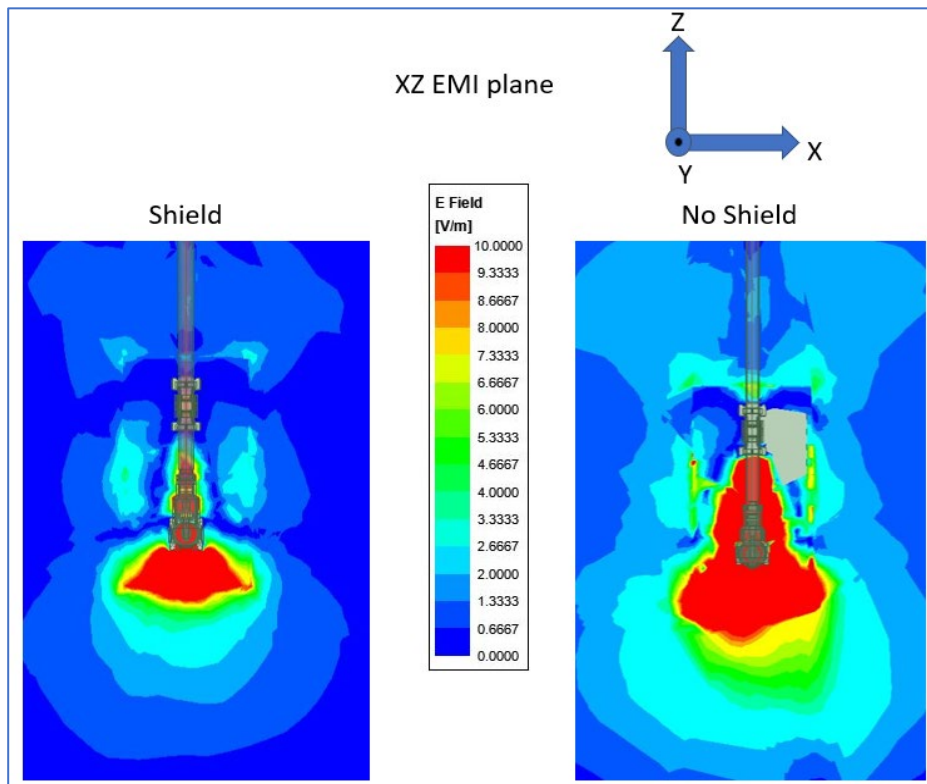 Z
XZ EMI plane
X
Y
Shield
No Shield
E Field
[V/m]
10.0000
9.3333
8.6667
8.0000
7.3333
6.6667
6.0000
5.3333
4.6667
4.0000
3.3333
2.6667
2.0000
1.3333
0.6667
0.0000